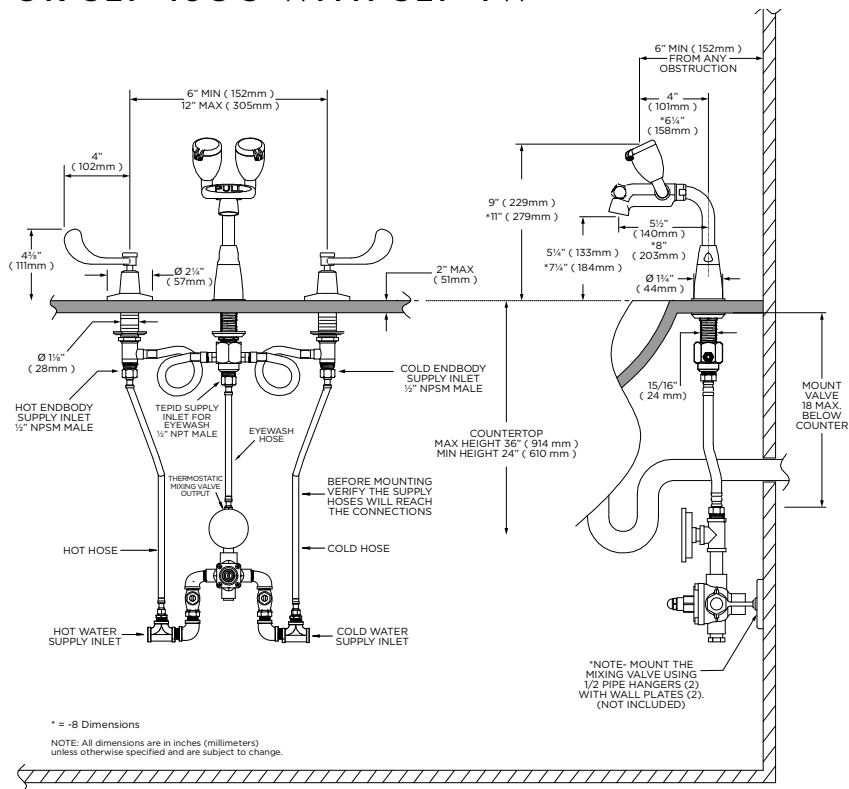 6" MIN ( 152mm )
12" MAX ( 305mm )
4"
( 102mm )
PULL
4⅜"
( 111mm )
Ø 2¼"
( 57mm )
2" MAX
( 51mm )
Ø 1⅛"
( 28mm )
HOT ENDBODY
SUPPLY INLET
½" NPSM MALE
TEPID SUPPLY
INLET FOR
EYEWASH
½" NPT MALE
EYEWASH
HOSE
COLD ENDBODY
SUPPLY INLET
½" NPSM MALE
THERMOSTATIC
MIXING VALVE
OUTPUT
BEFORE MOUNTING
VERIFY THE SUPPLY
HOSES WILL REACH
THE CONNECTIONS
HOT HOSE
COLD HOSE
HOT WATER
SUPPLY INLET
COLD WATER
SUPPLY INLET
6" MIN ( 152mm )
FROM ANY
OBSTRUCTION
4"
( 101mm )
*6¼"
( 158mm )
9" ( 229mm )
*11" ( 279mm )
5½"
( 140mm )
*8"
( 203mm )
5¼" ( 133mm )
*7¼" ( 184mm )
Ø 1¾"
( 44mm )
15/16"
( 24 mm )
MOUNT
VALVE
18 MAX.
BELOW
COUNTER
COUNTERTOP
MAX HEIGHT 36" ( 914 mm )
MIN HEIGHT 24" ( 610 mm )
*NOTE- MOUNT THE
MIXING VALVE USING
1/2 PIPE HANGERS (2)
WITH WALL PLATES (2).
(NOT INCLUDED)
* = -8 Dimensions
NOTE: All dimensions are in inches (millimeters)
unless otherwise specified and are subject to change.